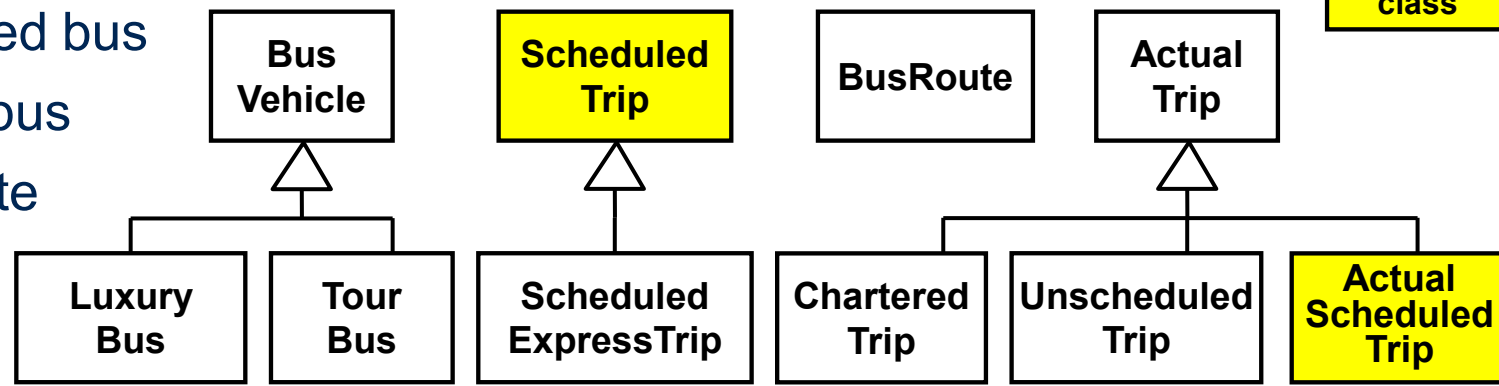 ed bus
bus
te
class
Bus
Vehicle
Scheduled
Trip
BusRoute
Actual
Trip
Luxury
Bus
Tour
Bus
Scheduled
ExpressTrip
Chartered
Trip
Unscheduled
Trip
Actual
Scheduled
Trip